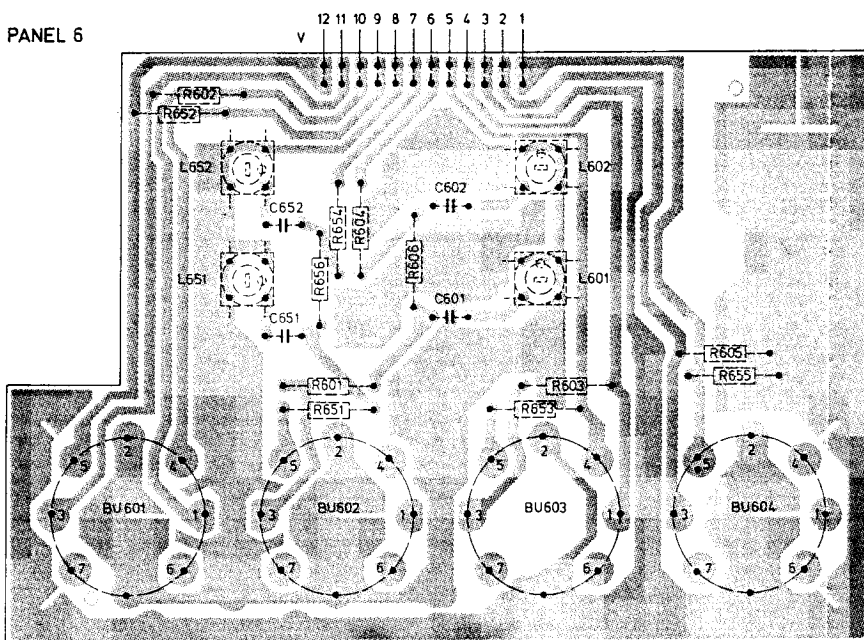 12 11 10 9 8 7 6 5 4 3 2 1
PANEL 6 V
R602
R652
L652 L602
C602
C652
R654 R604
R656 R606
L651 L601
C651 C601
R605
R655
R601 R603
R651 R653
5 2 4 5 2 4 5 2 4 5 2 4
3 BU601 1 3 BU602 1 3 BU603 1 3 BU604 1
7 6 7 6 7 6 7 6